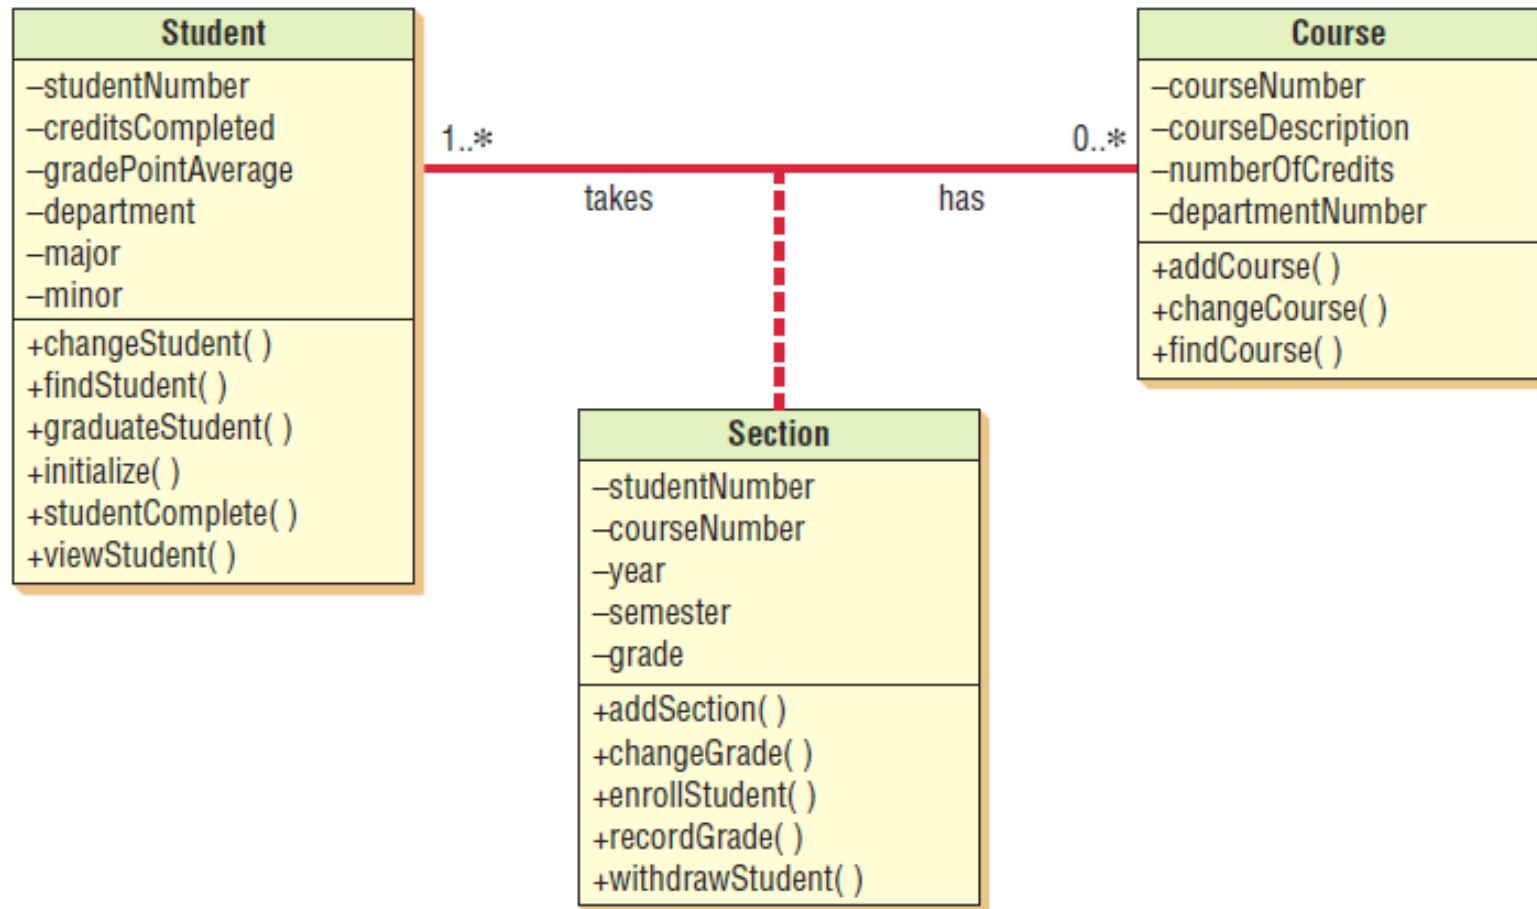 Student
–studentNumber
–creditsCompleted
–gradePointAverage
–department
–major
–minor
+changeStudent( )
+findStudent( )
+graduateStudent( )
+initialize( )
+studentComplete( )
+viewStudent( )
1..*
takes
0..*
has
Course
–courseNumber
–courseDescription
–numberOfCredits
–departmentNumber
+addCourse( )
+changeCourse( )
+findCourse( )
Section
–studentNumber
–courseNumber
–year
–semester
–grade
+addSection( )
+changeGrade( )
+enrollStudent( )
+recordGrade( )
+withdrawStudent( )